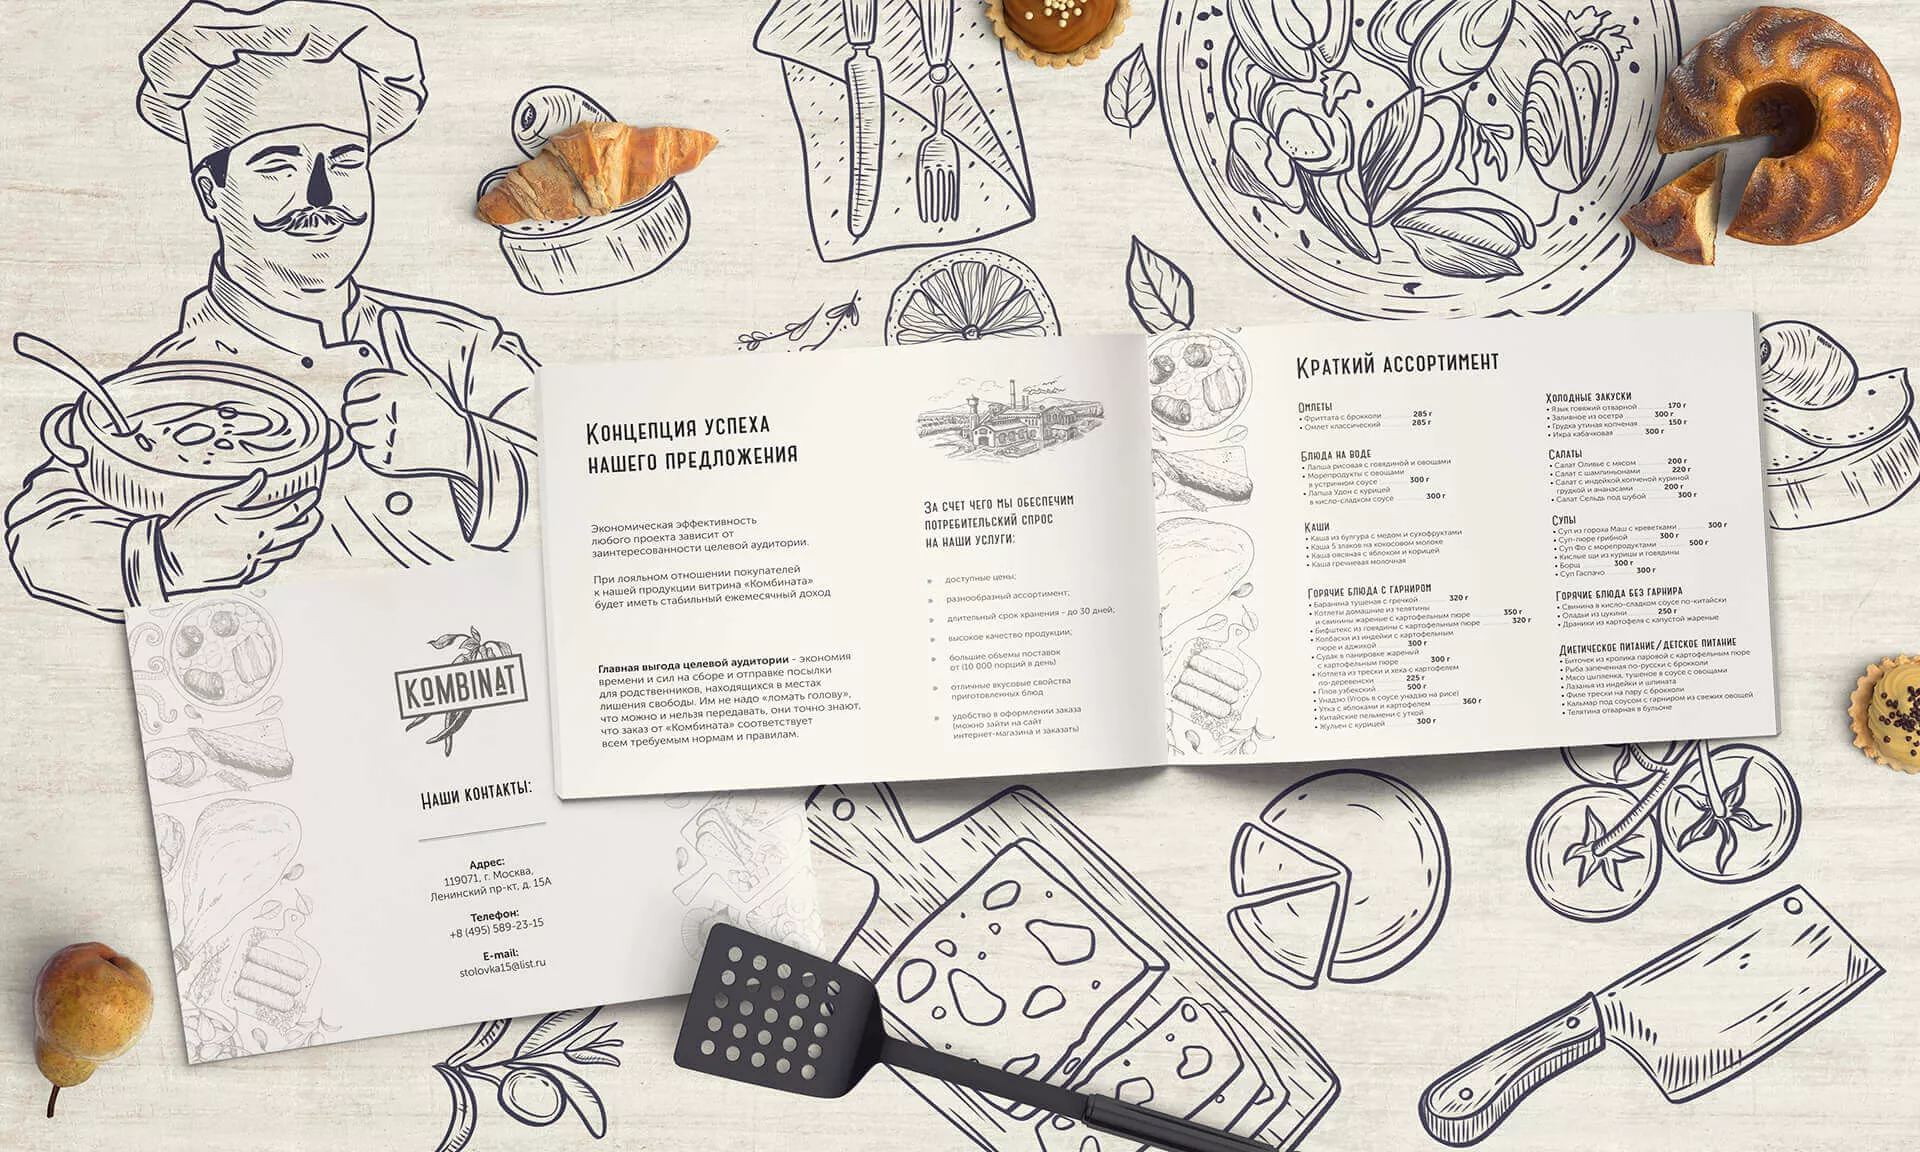 Концепция успеха
нашего предложения
Экономическая эффективность
любого проекта зависит от
заинтересованности целевой аудитории.
При лояльном отношении покупателей
к нашей продукции витрина «Комбината»
будет иметь стабильный ежемесячный доход
Главная выгода целевой аудитории - экономия
времени и сил на сборе и отправке посылки
для родственников, находящихся в местах
лишения свободы. Им не надо «ломать голову»,
что можно и нельзя передавать, они точно знают,
что заказ от «Комбината» соответствует
всем требуемым нормам и правилам.
За счет чего мы обеспечим
потребительский спрос
на наши услуги:
» доступные цены;
» разнообразный ассортимент;
» длительный срок хранения - до 30 дней;
» высокое качество продукции;
» большие объемы поставок
от (10 000 порций в день)
» отличные вкусовые свойства
приготовленных блюд
» удобство в оформлении заказа
(можно зайти на сайт
интернет-магазина и заказать)
Краткий ассортимент
Омлеты
• Фриттата с брокколи 285 г
• Омлет классический 285 г
Блюда на воде
• Лапша рисовая с говядиной и овощами
• Морепродукты с овощами
в устричном соусе 300 г
• Лапша Удон с курицей
в кисло-сладком соусе 300 г
Каши
• Каша из булгура с медом и сухофруктами
• Каша 5 злаков на кокосовом молоке
• Каша овсяная с яблоком и корицей
• Каша гречневая молочная
Горячие блюда с гарниром
• Баранина тушеная с гречкой 320 г
• Котлеты домашние из телятины
и свинины жареные с картофельным пюре 350 г
• Бифштекс из говядины с картофельным пюре 320 г
• Колбаски из индейки с картофельным
пюре и аджикой 300 г
• Судак в панировке жареный
с картофельным пюре 300 г
• Котлета из трески и хека с картофелем
по-деревенски 225 г
• Плов узбекский 500 г
• Унадзю (Угорь в соусе унадзю на рисе)
• Утка с яблоками и картофелем 360 г
• Китайские пельмени с уткой
• Жульен с курицей 300 г
Холодные закуски
• Язык говяжий отварной 170 г
• Заливное из осетра 300 г
• Грудка утиная копченая 150 г
• Икра кабачковая 300 г
Салаты
• Салат Оливье с мясом 200 г
• Салат с шампиньонами 220 г
• Салат с индейкой,копченой куриной
грудкой и ананасами 200 г
• Салат Сельдь под шубой 300 г
Супы
• Суп из гороха Маш с креветками 300 г
• Суп-пюре грибной 300 г
• Суп Фо с морепродуктами 500 г
• Кислые щи из курицы и говядины
• Борщ 300 г
• Суп Гаспачо 300 г
Горячие блюда без гарнира
• Свинина в кисло-сладком соусе по-китайски
• Оладьи из цукини 250 г
• Драники из картофеля с капустой жареные
Диетическое питание/детское питание
• Биточек из кролика паровой с картофельным пюре
• Рыба запеченная по-русски с брокколи
• Мясо цыпленка, тушеное в соусе с овощами
• Лазанья из индейки и шпината
• Филе трески на пару с брокколи
• Кальмар под соусом с гарниром из свежих овощей
• Телятина отварная в бульоне
KOMBINAT
Наши контакты:
Адрес:
119071, г. Москва,
Ленинский пр-кт, д. 15А
Телефон:
+8 (495) 589-23-15
E-mail:
stolovka15@list.ru